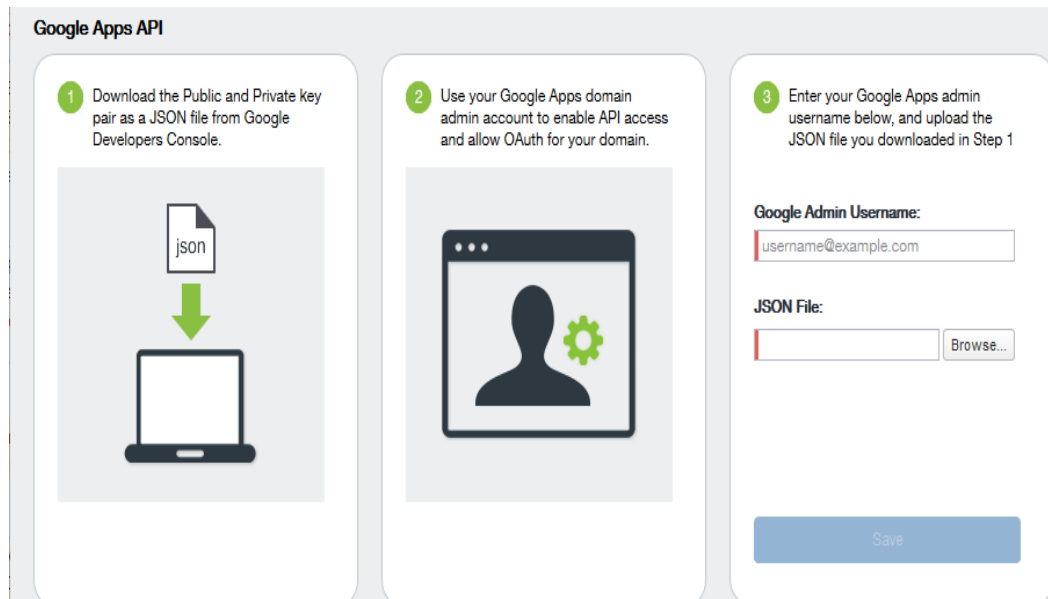 Google Apps API
1
Download the Public and Private key
pair as a JSON file from Google
Developers Console.
json
2
Use your Google Apps domain
admin account to enable API access
and allow OAuth for your domain.
3
Enter your Google Apps admin
username below, and upload the
JSON file you downloaded in Step 1
Google Admin Username:
username@example.com
JSON File:
Browse...
Save